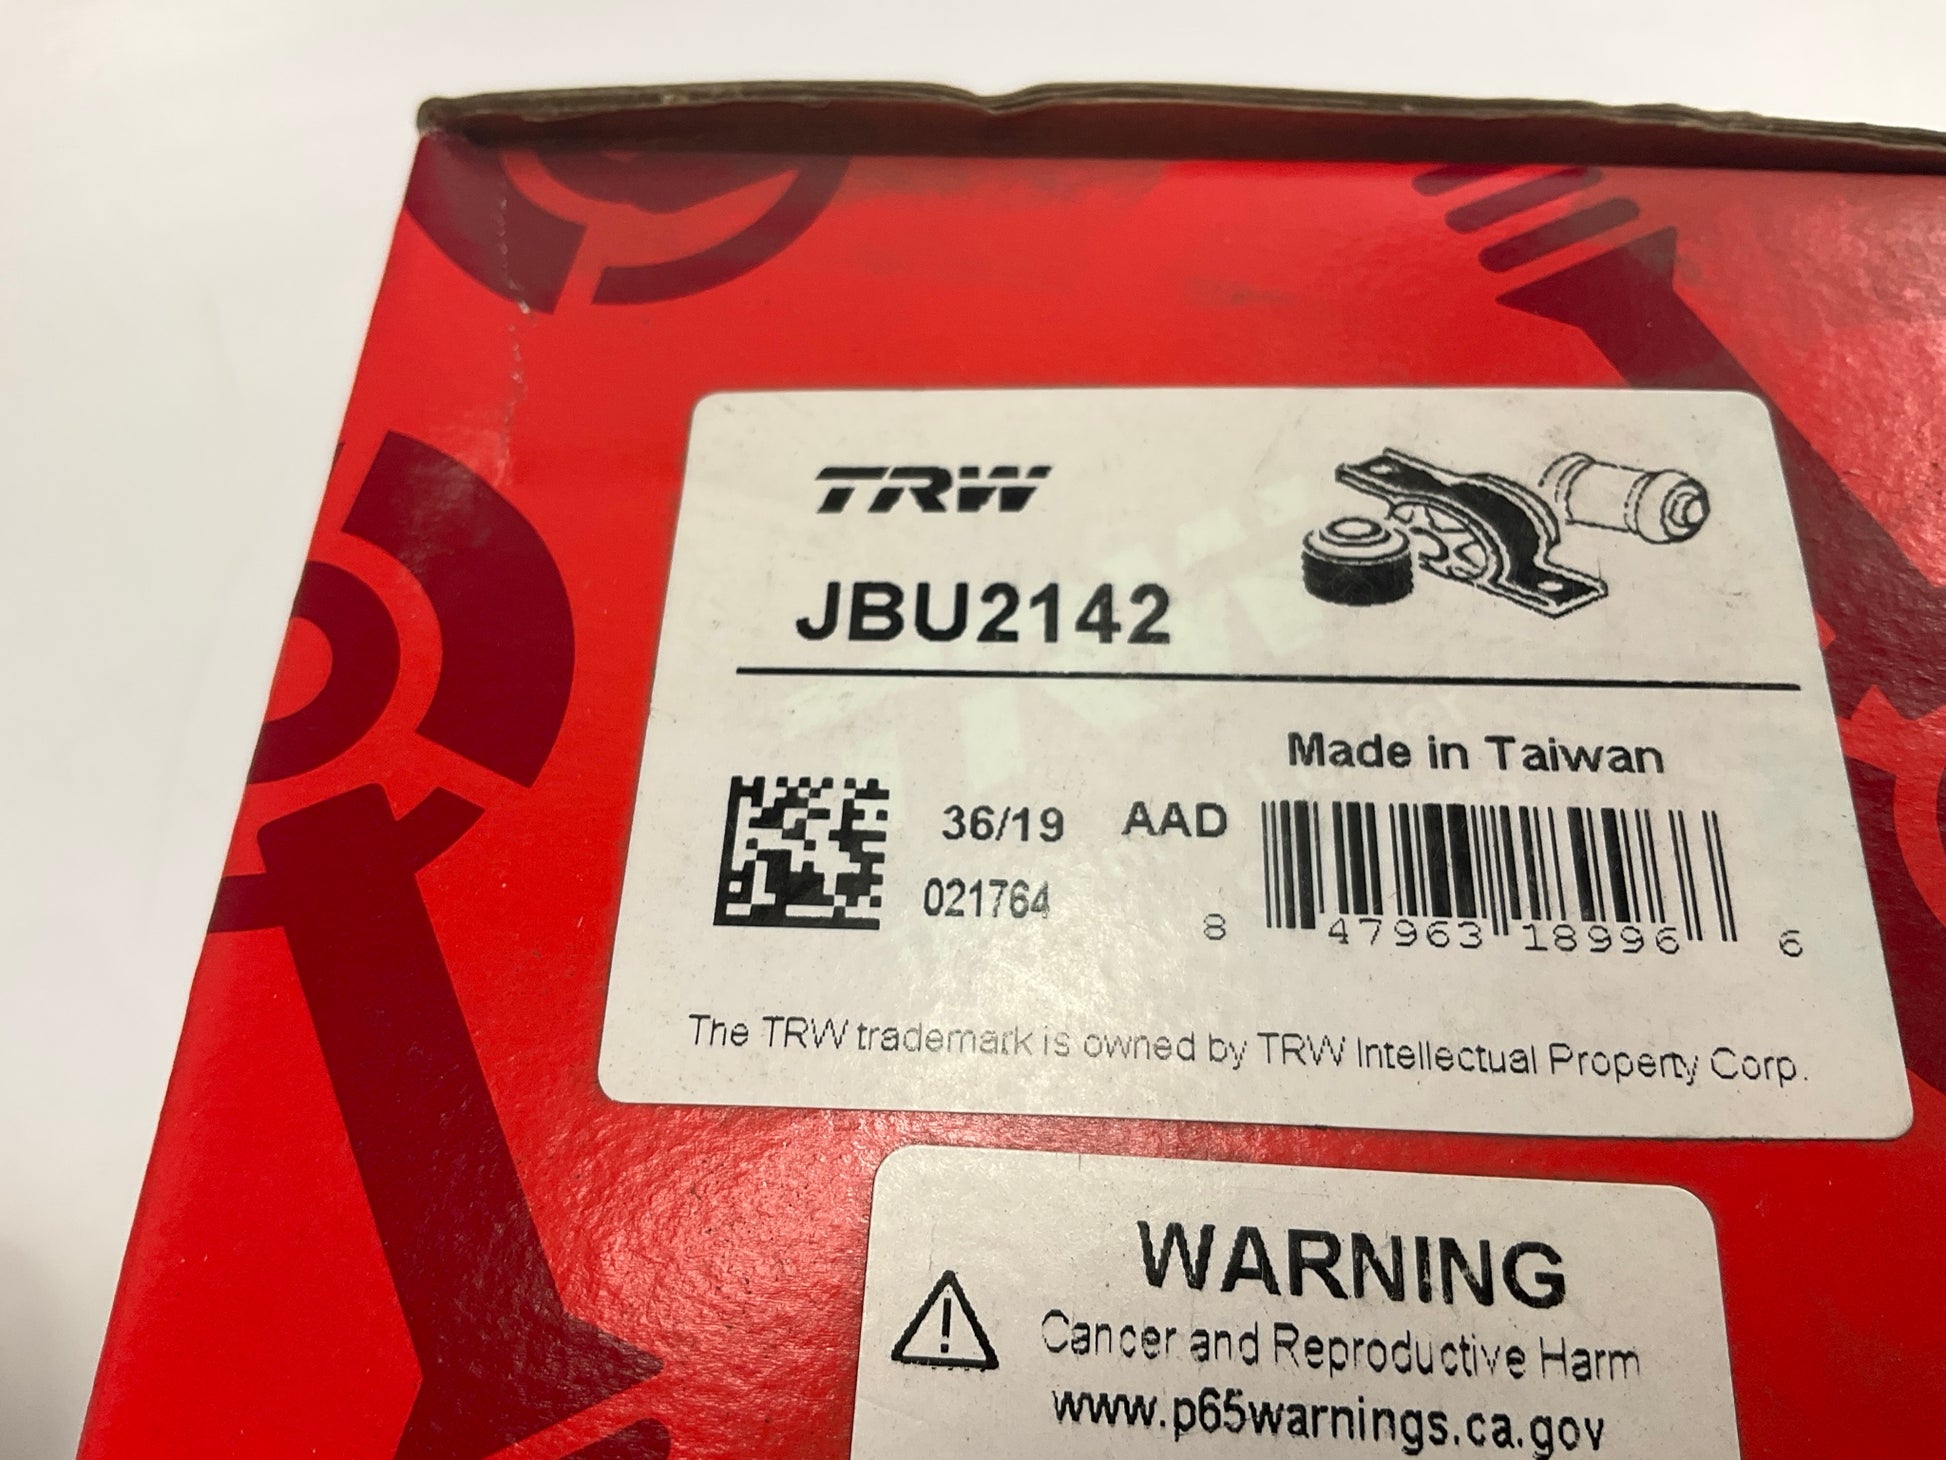 TRW
JBU2142
Made in Taiwan
36/19 AAD
021764
8 47963 18996 6
The TRW trademark is owned by TRW Intellectual Property Corp.
WARNING
Cancer and Reproductive Harm
www.p65warnings.ca.gov